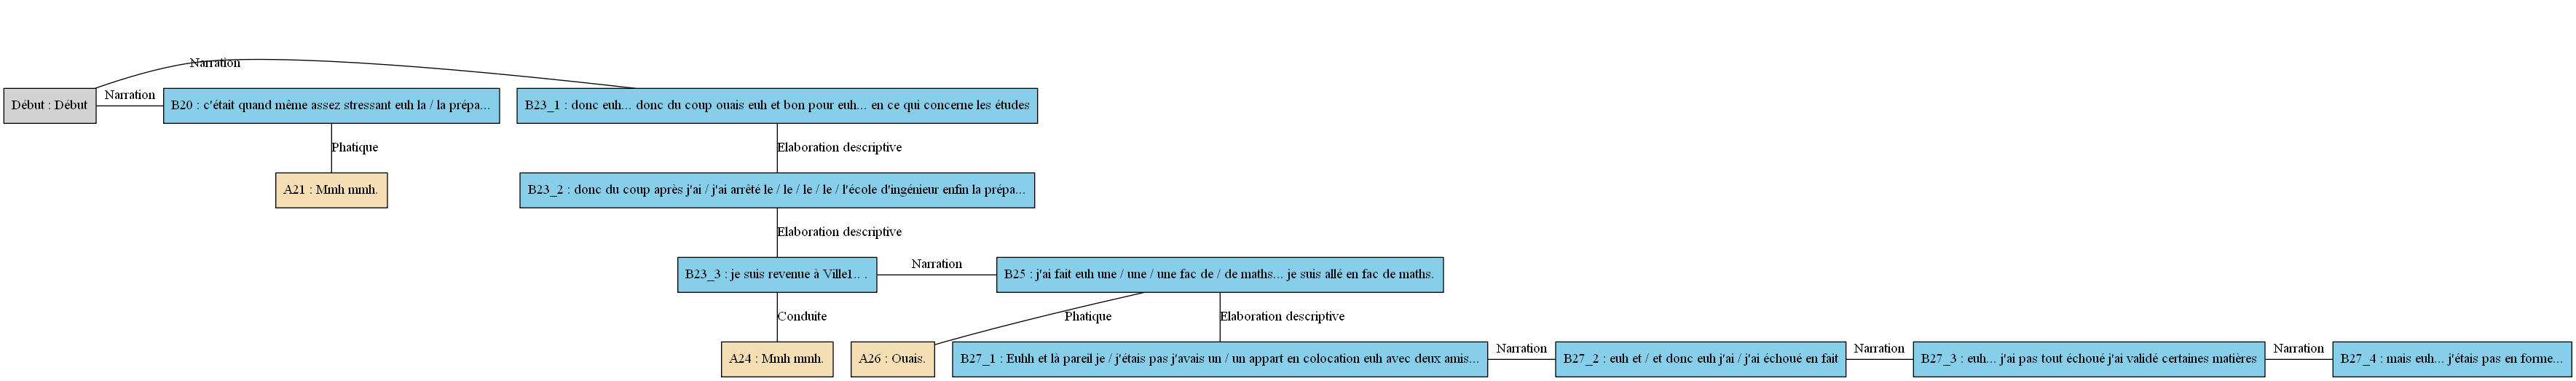 Narration
Début : Début
Narration
B20 : c'était quand même assez stressant euh la / la prépa...
B23_1 : donc euh... donc du coup ouais euh et bon pour euh... en ce qui concerne les études
Phatique
Elaboration descriptive
A21 : Mmh mmh.
B23_2 : donc du coup après j'ai / j'ai arrêté le / le / le / le / l'école d'ingénieur enfin la prépa...
Elaboration descriptive
B23_3 : je suis revenue à Ville1.. .
Narration
B25 : j'ai fait euh une / une / une fac de / de maths... je suis allé en fac de maths.
Conduite
Phatique
Elaboration descriptive
A24 : Mmh mmh.
A26 : Ouais.
B27_1 : Euhh et là pareil je / j'étais pas j'avais un / un appart en colocation euh avec deux amis...
Narration
B27_2 : euh et / et donc euh j'ai / j'ai échoué en fait
Narration
B27_3 : euh... j'ai pas tout échoué j'ai validé certaines matières
Narration
B27_4 : mais euh... j'étais pas en forme...